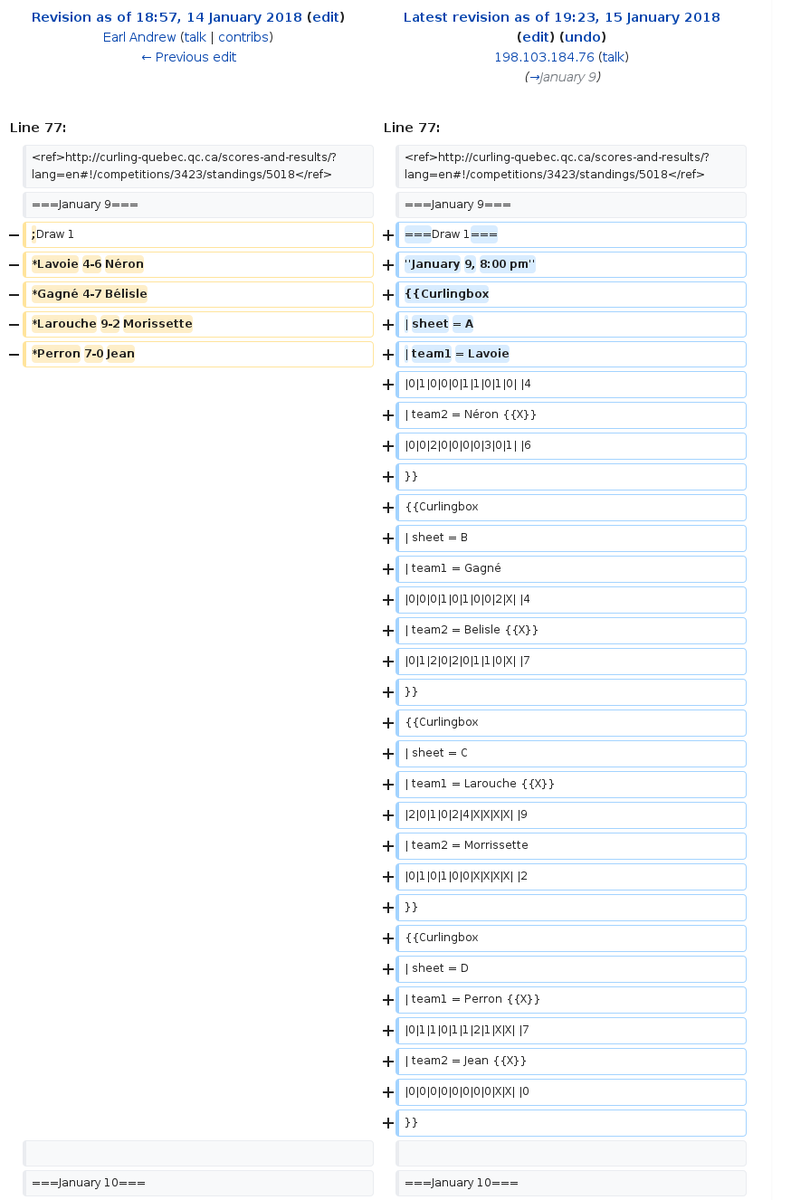 Revision as of 18:57, 14 January 2018 (edit)
Earl Andrew (talk | contribs)
← Previous edit
Latest revision as of 19:23, 15 January 2018
(edit) (undo)
198.103.184.76 (talk)
(→January 9)
Line 77:
Line 77:
<ref>http://curling-quebec.qc.ca/scores-and-results/?
lang=en#!/competitions/3423/standings/5018</ref>
<ref>http://curling-quebec.qc.ca/scores-and-results/?
lang=en#!/competitions/3423/standings/5018</ref>
===January 9===
===January 9===
− ;Draw 1
+ ===Draw 1===
− *Lavoie 4-6 Néron
+ ''January 9, 8:00 pm''
− *Gagné 4-7 Bélisle
+ {{Curlingbox
− *Larouche 9-2 Morissette
+ | sheet = A
− *Perron 7-0 Jean
+ | team1 = Lavoie
+ |0|1|0|0|0|1|1|0|1|0| |4
+ | team2 = Néron {{X}}
+ |0|0|2|0|0|0|0|3|0|1| |6
+ }}
+ {{Curlingbox
+ | sheet = B
+ | team1 = Gagné
+ |0|0|0|1|0|1|0|0|2|X| |4
+ | team2 = Belisle {{X}}
+ |0|1|2|0|2|0|1|1|0|X| |7
+ }}
+ {{Curlingbox
+ | sheet = C
+ | team1 = Larouche {{X}}
+ |2|0|1|0|2|4|X|X|X|X| |9
+ | team2 = Morrissette
+ |0|1|0|1|0|0|X|X|X|X| |2
+ }}
+ {{Curlingbox
+ | sheet = D
+ | team1 = Perron {{X}}
+ |0|1|1|0|1|1|2|1|X|X| |7
+ | team2 = Jean {{X}}
+ |0|0|0|0|0|0|0|0|X|X| |0
+ }}
===January 10===
===January 10===